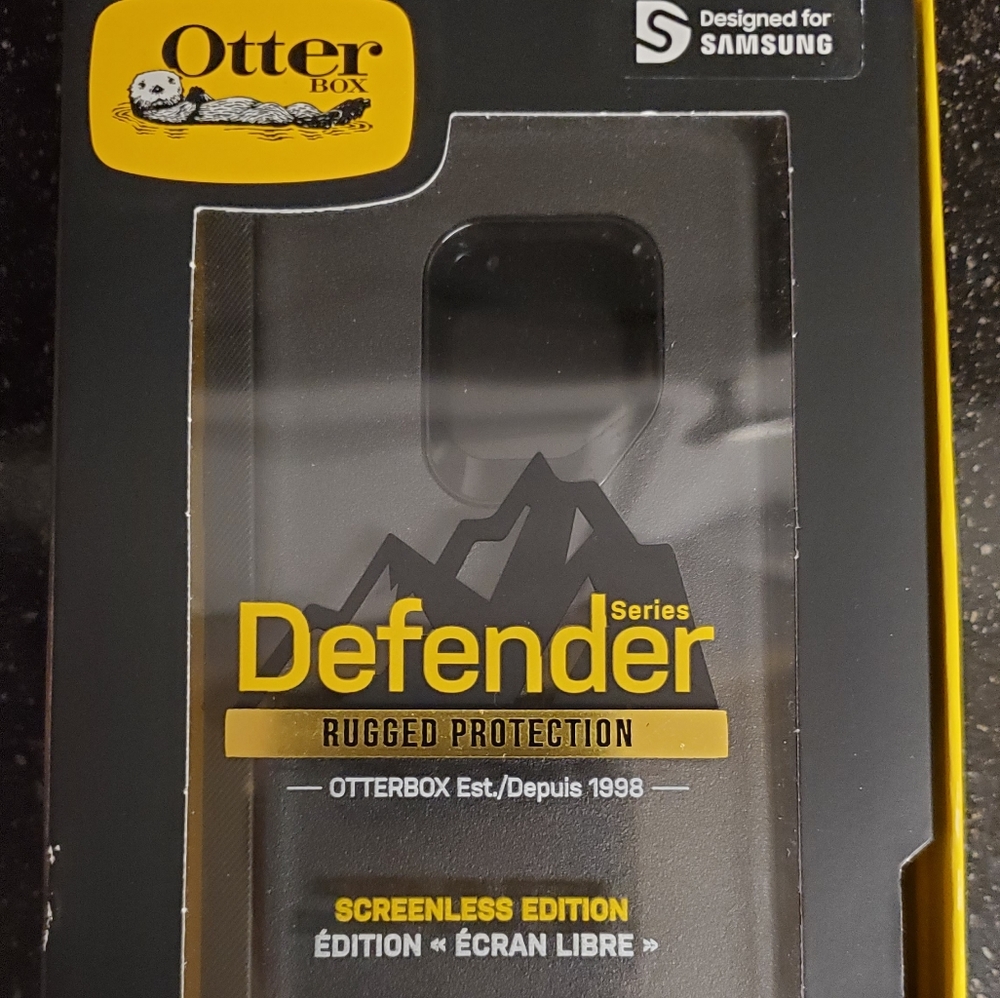 Otter
BOX
Designed for
SAMSUNG
Defender
Series
RUGGED PROTECTION
OTTERBOX Est./Depuis 1998
SCREENLESS EDITION
ÉDITION « ÉCRAN LIBRE »